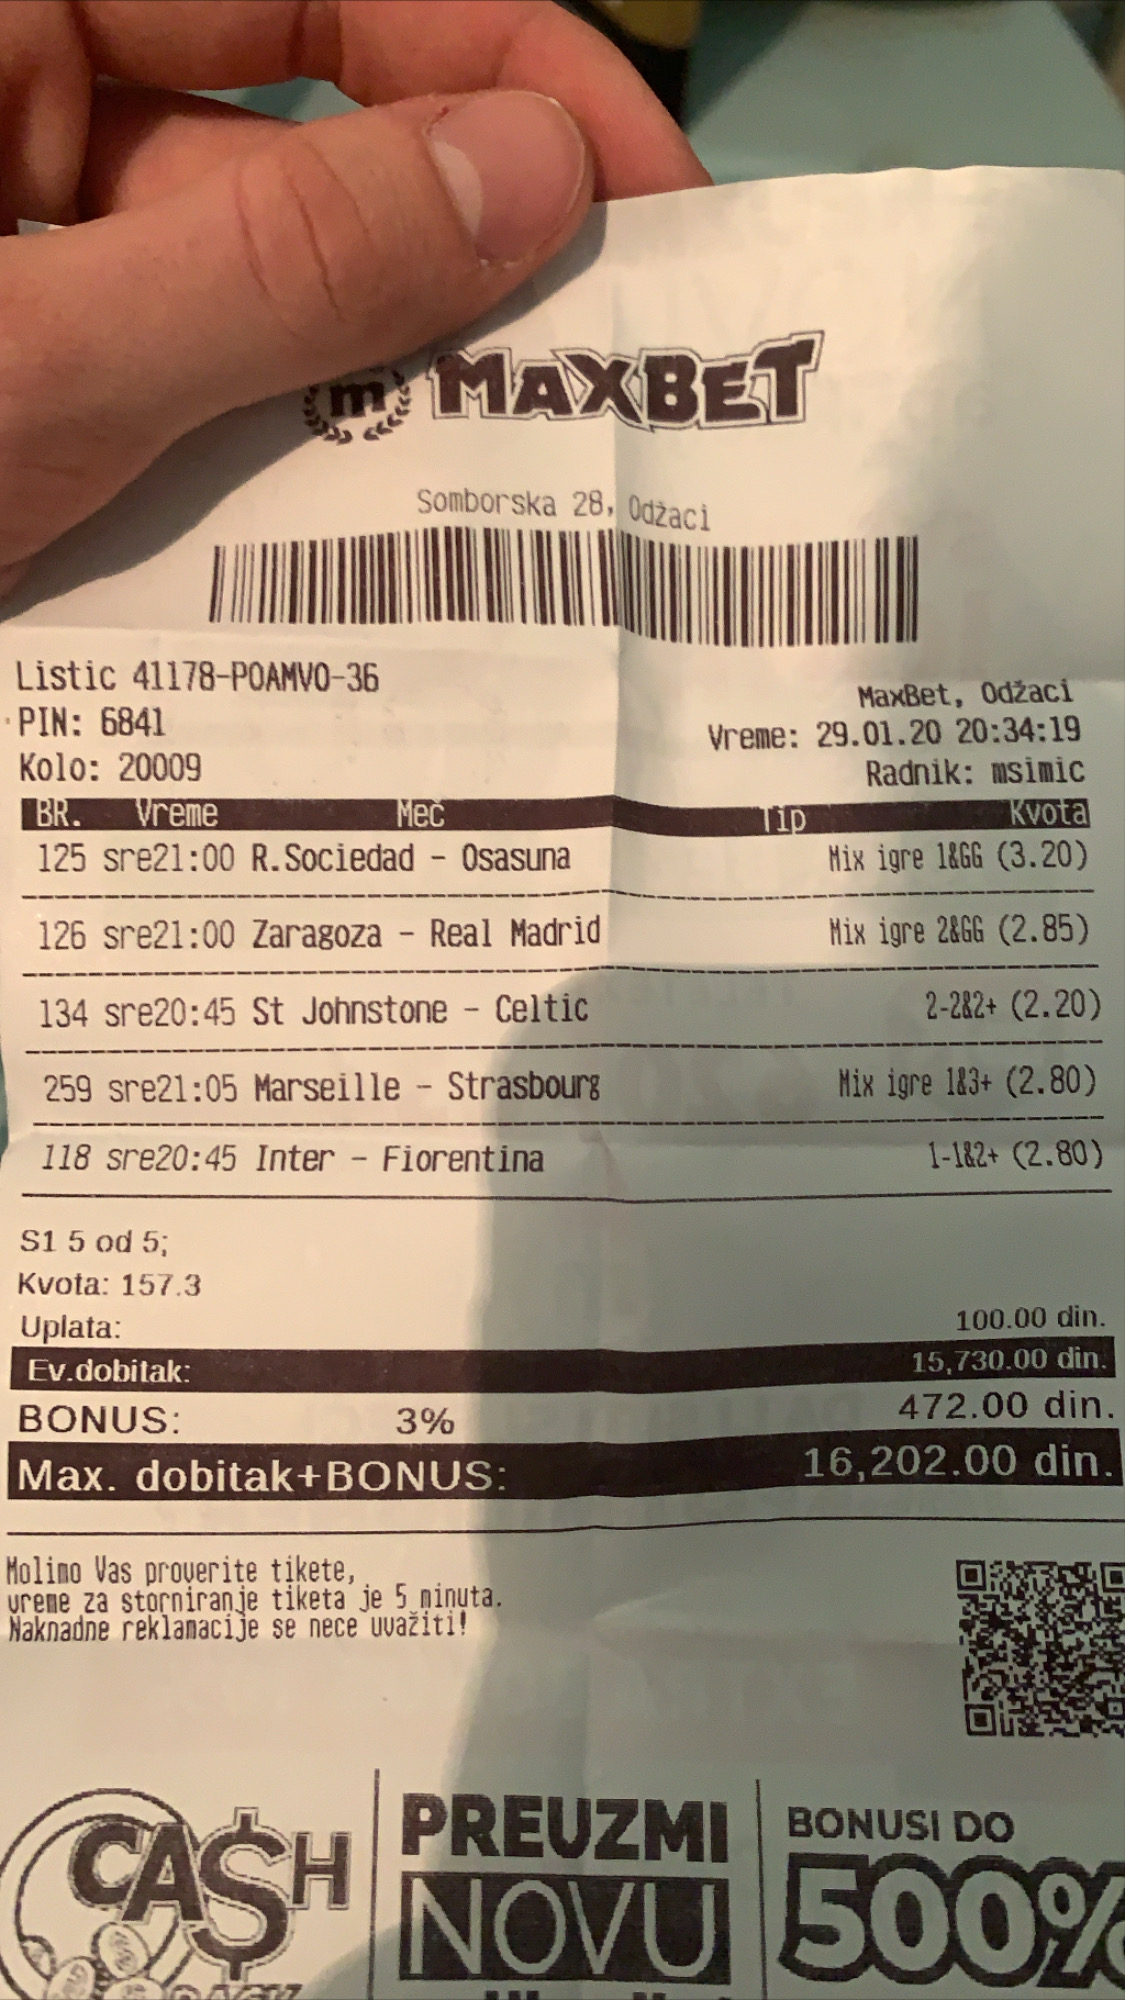 m MAXBET
Somborska 28, Odžaci
Listic 41178-POAMVO-36
PIN: 6841
Kolo: 20009
MaxBet, Odžaci
Vreme: 29.01.20 20:34:19
Radnik: msimic
BR. Vreme Meč Tip Kvota
125 sre21:00 R.Sociedad - Osasuna Mix igre 1&GG (3.20)
126 sre21:00 Zaragoza - Real Madrid Mix igre 2&GG (2.85)
134 sre20:45 St Johnstone - Celtic 2-2&2+ (2.20)
259 sre21:05 Marseille - Strasbourg Mix igre 1&3+ (2.80)
118 sre20:45 Inter - Fiorentina 1-1&2+ (2.80)
S1 5 od 5;
Kvota: 157.3
Uplata: 100.00 din.
Ev.dobitak: 15,730.00 din.
BONUS: 3% 472.00 din.
Max. dobitak+BONUS: 16,202.00 din.
Molimo Vas proverite tikete,
vreme za storniranje tiketa je 5 minuta.
Naknadne reklamacije se nece uvažiti!
CA$H
BACK
PREUZMI
NOVU
BONUSI DO
500%